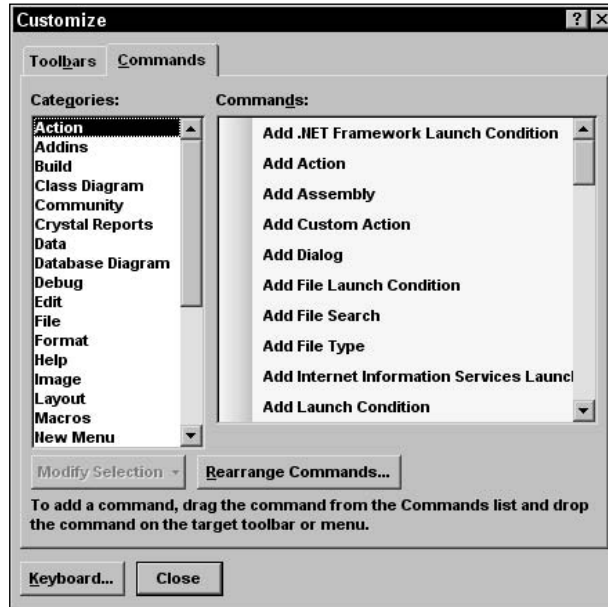 Customize
Toolbars Commands
Categories: Commands:
Action
Addins
Build
Class Diagram
Community
Crystal Reports
Data
Database Diagram
Debug
Edit
File
Format
Help
Image
Layout
Macros
New Menu
Add .NET Framework Launch Condition
Add Action
Add Assembly
Add Custom Action
Add Dialog
Add File Launch Condition
Add File Search
Add File Type
Add Internet Information Services Launc
Add Launch Condition
Modify Selection Rearrange Commands...
To add a command, drag the command from the Commands list and drop
the command on the target toolbar or menu.
Keyboard... Close